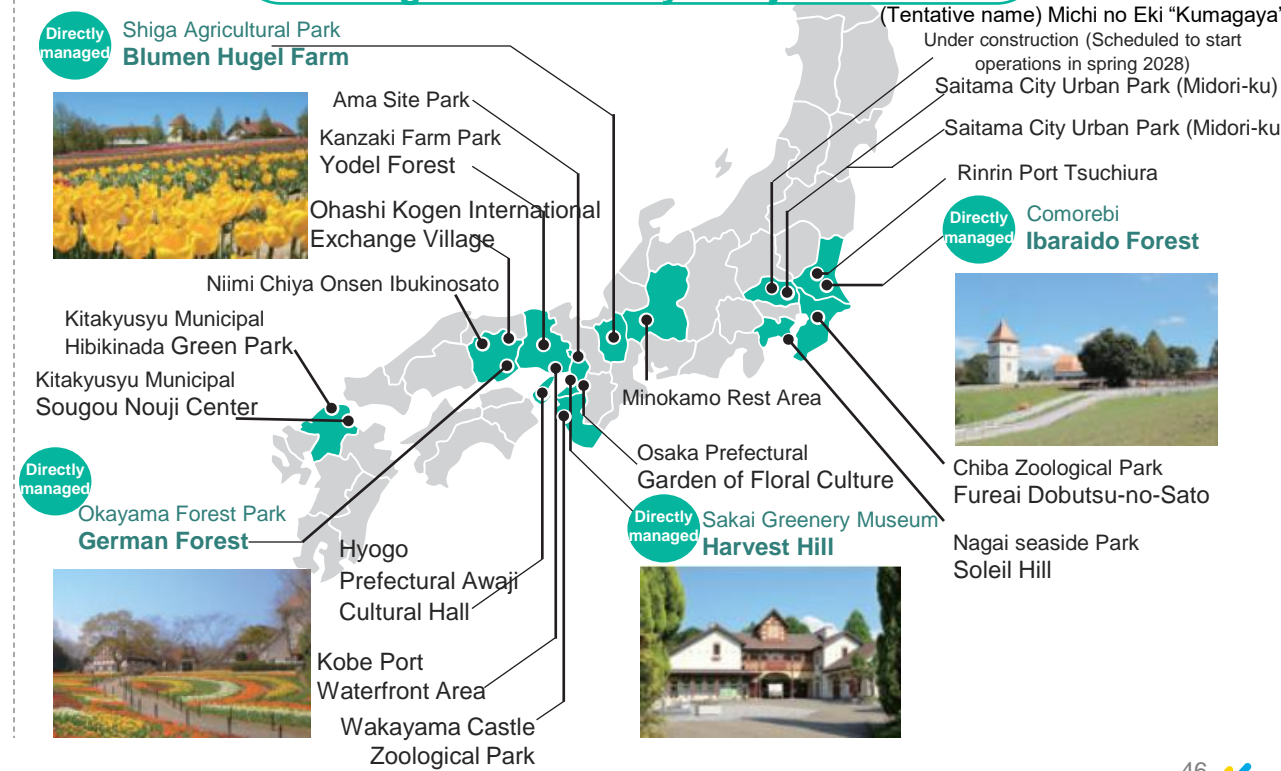 Directly
managed
Shiga Agricultural Park
Blumen Hugel Farm
Ama Site Park
Kanzaki Farm Park
Yodel Forest
Ohashi Kogen International
Exchange Village
Niimi Chiya Onsen Ibukinosato
Kitakyusyu Municipal
Hibikinada Green Park
Kitakyusyu Municipal
Sougou Nouji Center
Directly
managed
Okayama Forest Park
German Forest
Hyogo
Prefectural Awaji
Cultural Hall
Kobe Port
Waterfront Area
Wakayama Castle
Zoological Park
(Tentative name) Michi no Eki “Kumagaya”
Under construction (Scheduled to start
operations in spring 2028)
Saitama City Urban Park (Midori-ku)
Saitama City Urban Park (Midori-ku
Rinrin Port Tsuchiura
Directly
managed
Comorebi
Ibaraido Forest
Minokamo Rest Area
Osaka Prefectural
Garden of Floral Culture
Directly
managed
Sakai Greenery Museum
Harvest Hill
Chiba Zoological Park
Fureai Dobutsu-no-Sato
Nagai seaside Park
Soleil Hill
46